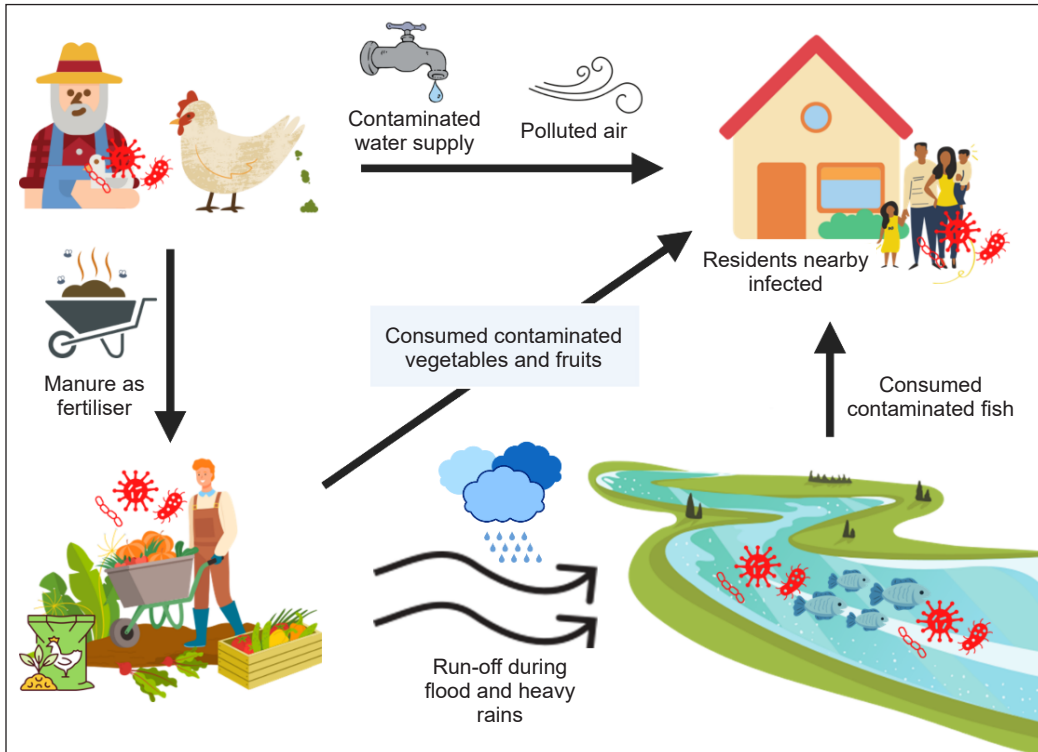 Contaminated
water supply
Polluted air
Residents nearby
infected
Manure as
fertiliser
Consumed contaminated
vegetables and fruits
Consumed
contaminated fish
Run-off during
flood and heavy
rains